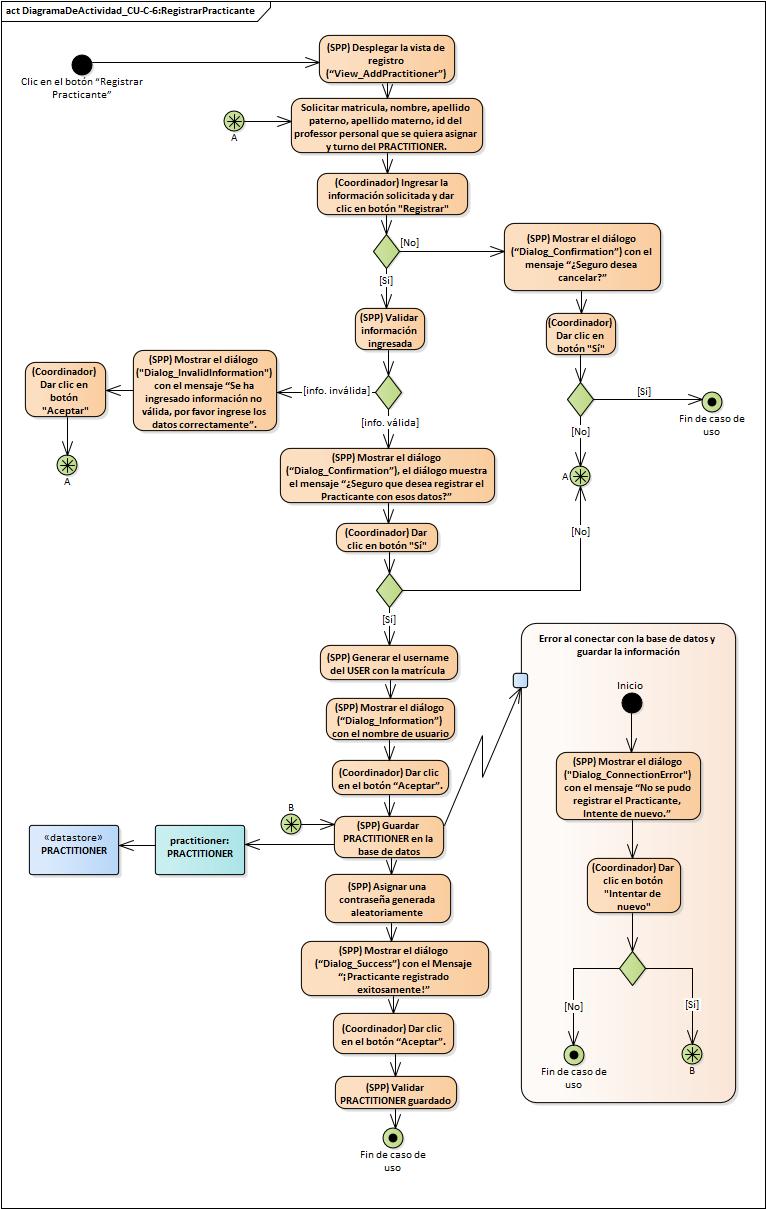 act DiagramaDeActividad_CU-C-6:RegistrarPracticante
(SPP) Desplegar la vista de
registro
(“View_AddPractitioner”)
Clic en el botón “Registrar
Practicante”
A
Solicitar matricula, nombre, apellido
paterno, apellido materno, id del
professor personal que se quiera asignar
y turno del PRACTITIONER.
(Coordinador) Ingresar la
información solicitada y dar
clic en botón "Registrar"
[No]
(SPP) Mostrar el diálogo
(“Dialog_Confirmation”) con el
mensaje “¿Seguro desea
cancelar?”
[Sí]
(SPP) Validar
información
ingresada
(Coordinador)
Dar clic en
botón "Sí"
(SPP) Mostrar el diálogo
("Dialog_InvalidInformation")
con el mensaje “Se ha
ingresado información no
válida, por favor ingrese los
datos correctamente”.
(Coordinador)
Dar clic en
botón
"Aceptar"
[info. inválida]
[Sí]
Fin de caso de
uso
[info. válida]
[No]
A
(SPP) Mostrar el diálogo
(“Dialog_Confirmation”), el diálogo muestra
el mensaje “¿Seguro que desea registrar el
Practicante con esos datos?”
A
(Coordinador) Dar
clic en botón "Sí"
[No]
[Sí]
(SPP) Generar el username
del USER con la matrícula
(SPP) Mostrar el diálogo
(“Dialog_Information”)
con el nombre de usuario
(Coordinador) Dar clic
en el botón “Aceptar”.
B
(SPP) Guardar
PRACTITIONER en la
base de datos
practitioner:
PRACTITIONER
«datastore»
PRACTITIONER
(SPP) Asignar una
contraseña generada
aleatoriamente
(SPP) Mostrar el diálogo
(“Dialog_Success”) con el Mensaje
“¡Practicante registrado
exitosamente!”
(Coordinador) Dar clic
en el botón “Aceptar”.
(SPP) Validar
PRACTITIONER guardado
Fin de caso de
uso
Error al conectar con la base de datos y
guardar la información
Inicio
(SPP) Mostrar el diálogo
("Dialog_ConnectionError")
con el mensaje “No se pudo
registrar el Practicante,
Intente de nuevo.”
(Coordinador) Dar
clic en botón
"Intentar de
nuevo"
[No]
[Sí]
Fin de caso de
uso
B